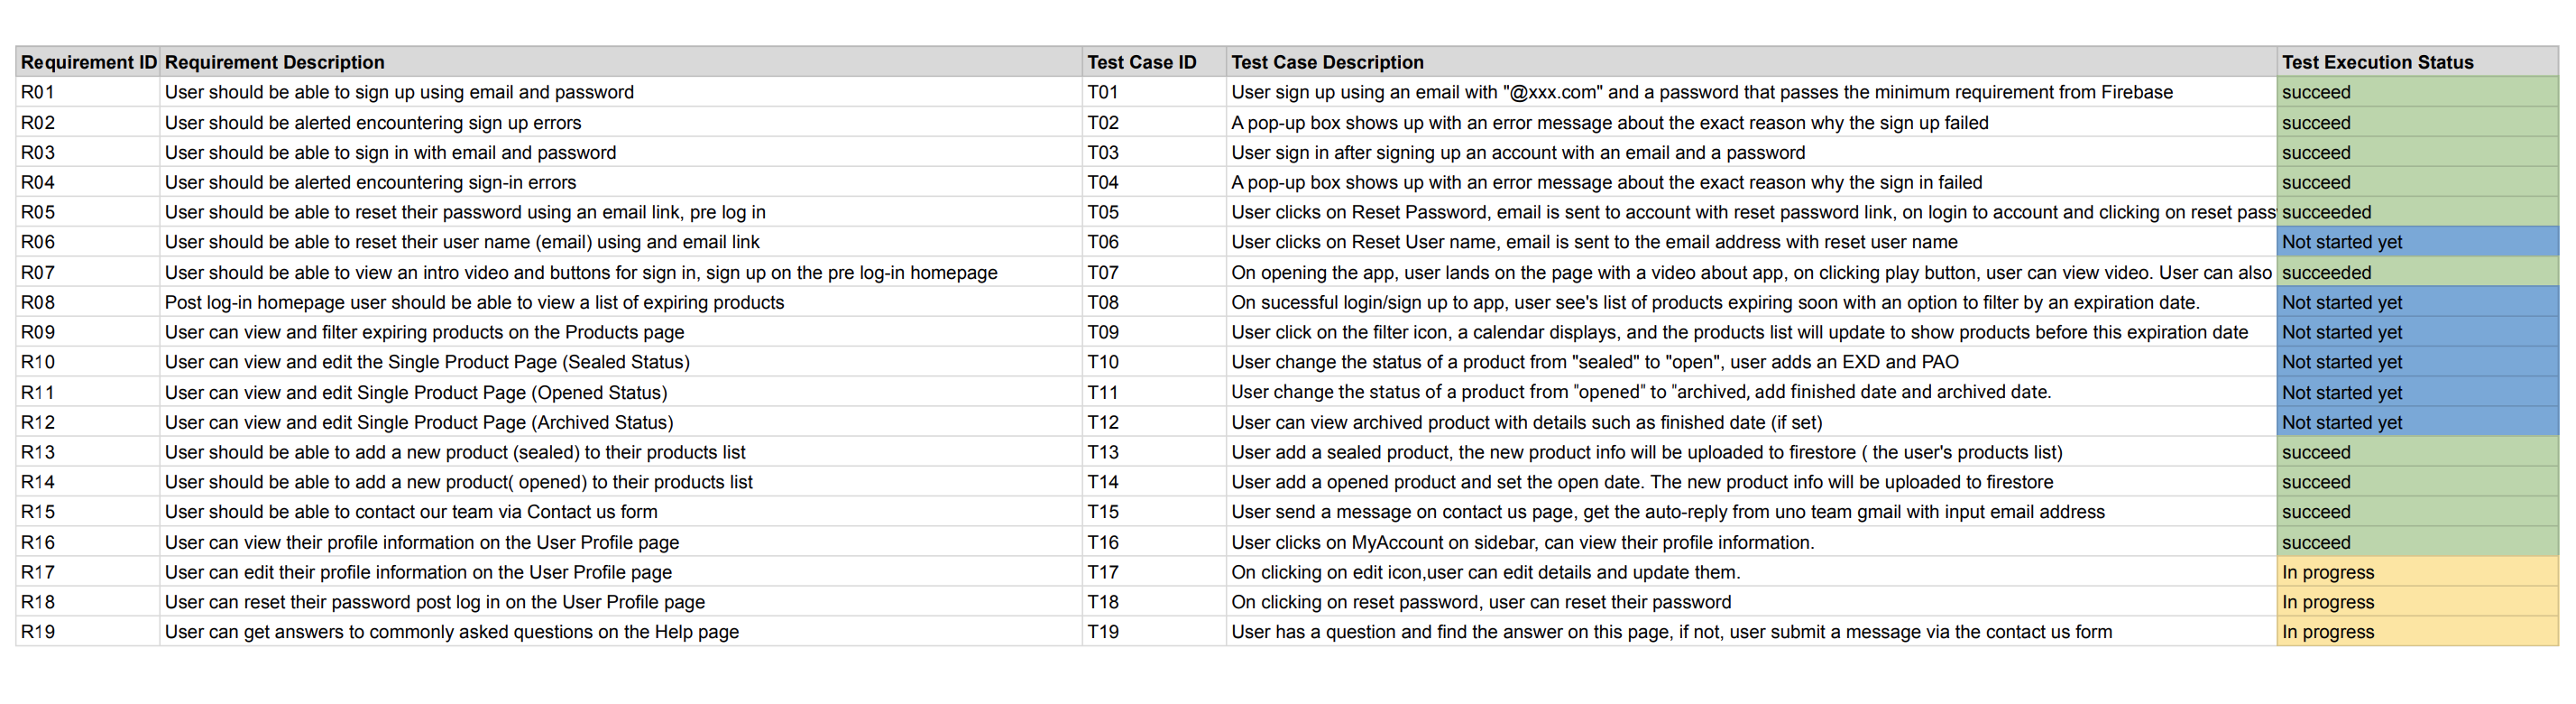 Requirement ID Requirement Description Test Case ID Test Case Description Test Execution Status
R01 User should be able to sign up using email and password T01 User sign up using an email with "@xxx.com" and a password that passes the minimum requirement from Firebase succeed
R02 User should be alerted encountering sign up errors T02 A pop-up box shows up with an error message about the exact reason why the sign up failed succeed
R03 User should be able to sign in with email and password T03 User sign in after signing up an account with an email and a password succeed
R04 User should be alerted encountering sign-in errors T04 A pop-up box shows up with an error message about the exact reason why the sign in failed succeed
R05 User should be able to reset their password using an email link, pre log in T05 User clicks on Reset Password, email is sent to account with reset password link, on login to account and clicking on reset pass succeeded
R06 User should be able to reset their user name (email) using and email link T06 User clicks on Reset User name, email is sent to the email address with reset user name Not started yet
R07 User should be able to view an intro video and buttons for sign in, sign up on the pre log-in homepage T07 On opening the app, user lands on the page with a video about app, on clicking play button, user can view video. User can also succeeded
R08 Post log-in homepage user should be able to view a list of expiring products T08 On sucessful login/sign up to app, user see's list of products expiring soon with an option to filter by an expiration date. Not started yet
R09 User can view and filter expiring products on the Products page T09 User click on the filter icon, a calendar displays, and the products list will update to show products before this expiration date Not started yet
R10 User can view and edit the Single Product Page (Sealed Status) T10 User change the status of a product from "sealed" to "open", user adds an EXD and PAO Not started yet
R11 User can view and edit Single Product Page (Opened Status) T11 User change the status of a product from "opened" to "archived, add finished date and archived date. Not started yet
R12 User can view and edit Single Product Page (Archived Status) T12 User can view archived product with details such as finished date (if set) Not started yet
R13 User should be able to add a new product (sealed) to their products list T13 User add a sealed product, the new product info will be uploaded to firestore ( the user's products list) succeed
R14 User should be able to add a new product( opened) to their products list T14 User add a opened product and set the open date. The new product info will be uploaded to firestore succeed
R15 User should be able to contact our team via Contact us form T15 User send a message on contact us page, get the auto-reply from uno team gmail with input email address succeed
R16 User can view their profile information on the User Profile page T16 User clicks on MyAccount on sidebar, can view their profile information. succeed
R17 User can edit their profile information on the User Profile page T17 On clicking on edit icon,user can edit details and update them. In progress
R18 User can reset their password post log in on the User Profile page T18 On clicking on reset password, user can reset their password In progress
R19 User can get answers to commonly asked questions on the Help page T19 User has a question and find the answer on this page, if not, user submit a message via the contact us form In progress